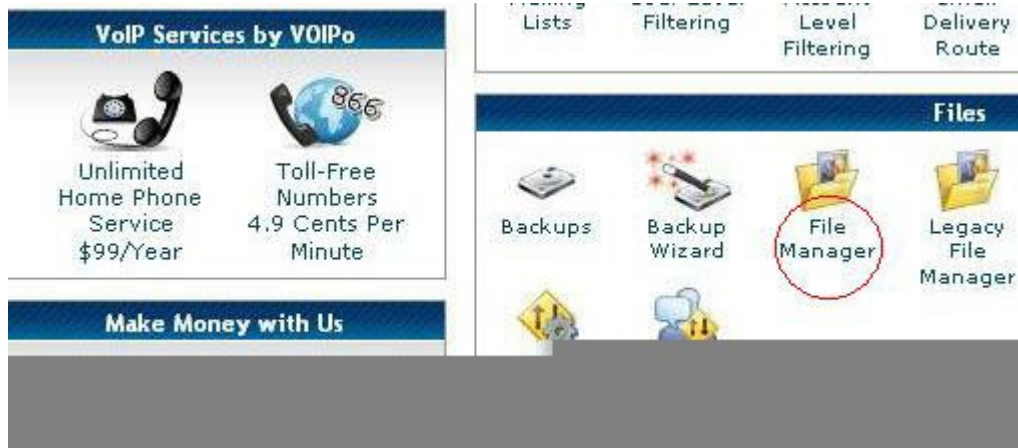 VoIP Services by VOIPo
866
Unlimited
Home Phone
Service
$99/Year
Toll-Free
Numbers
4.9 Cents Per
Minute
Make Money with Us
Lists
Filtering
Level
Filtering
Delivery
Route
Files
Backups
Backup
Wizard
File
Manager
Legacy
File
Manager